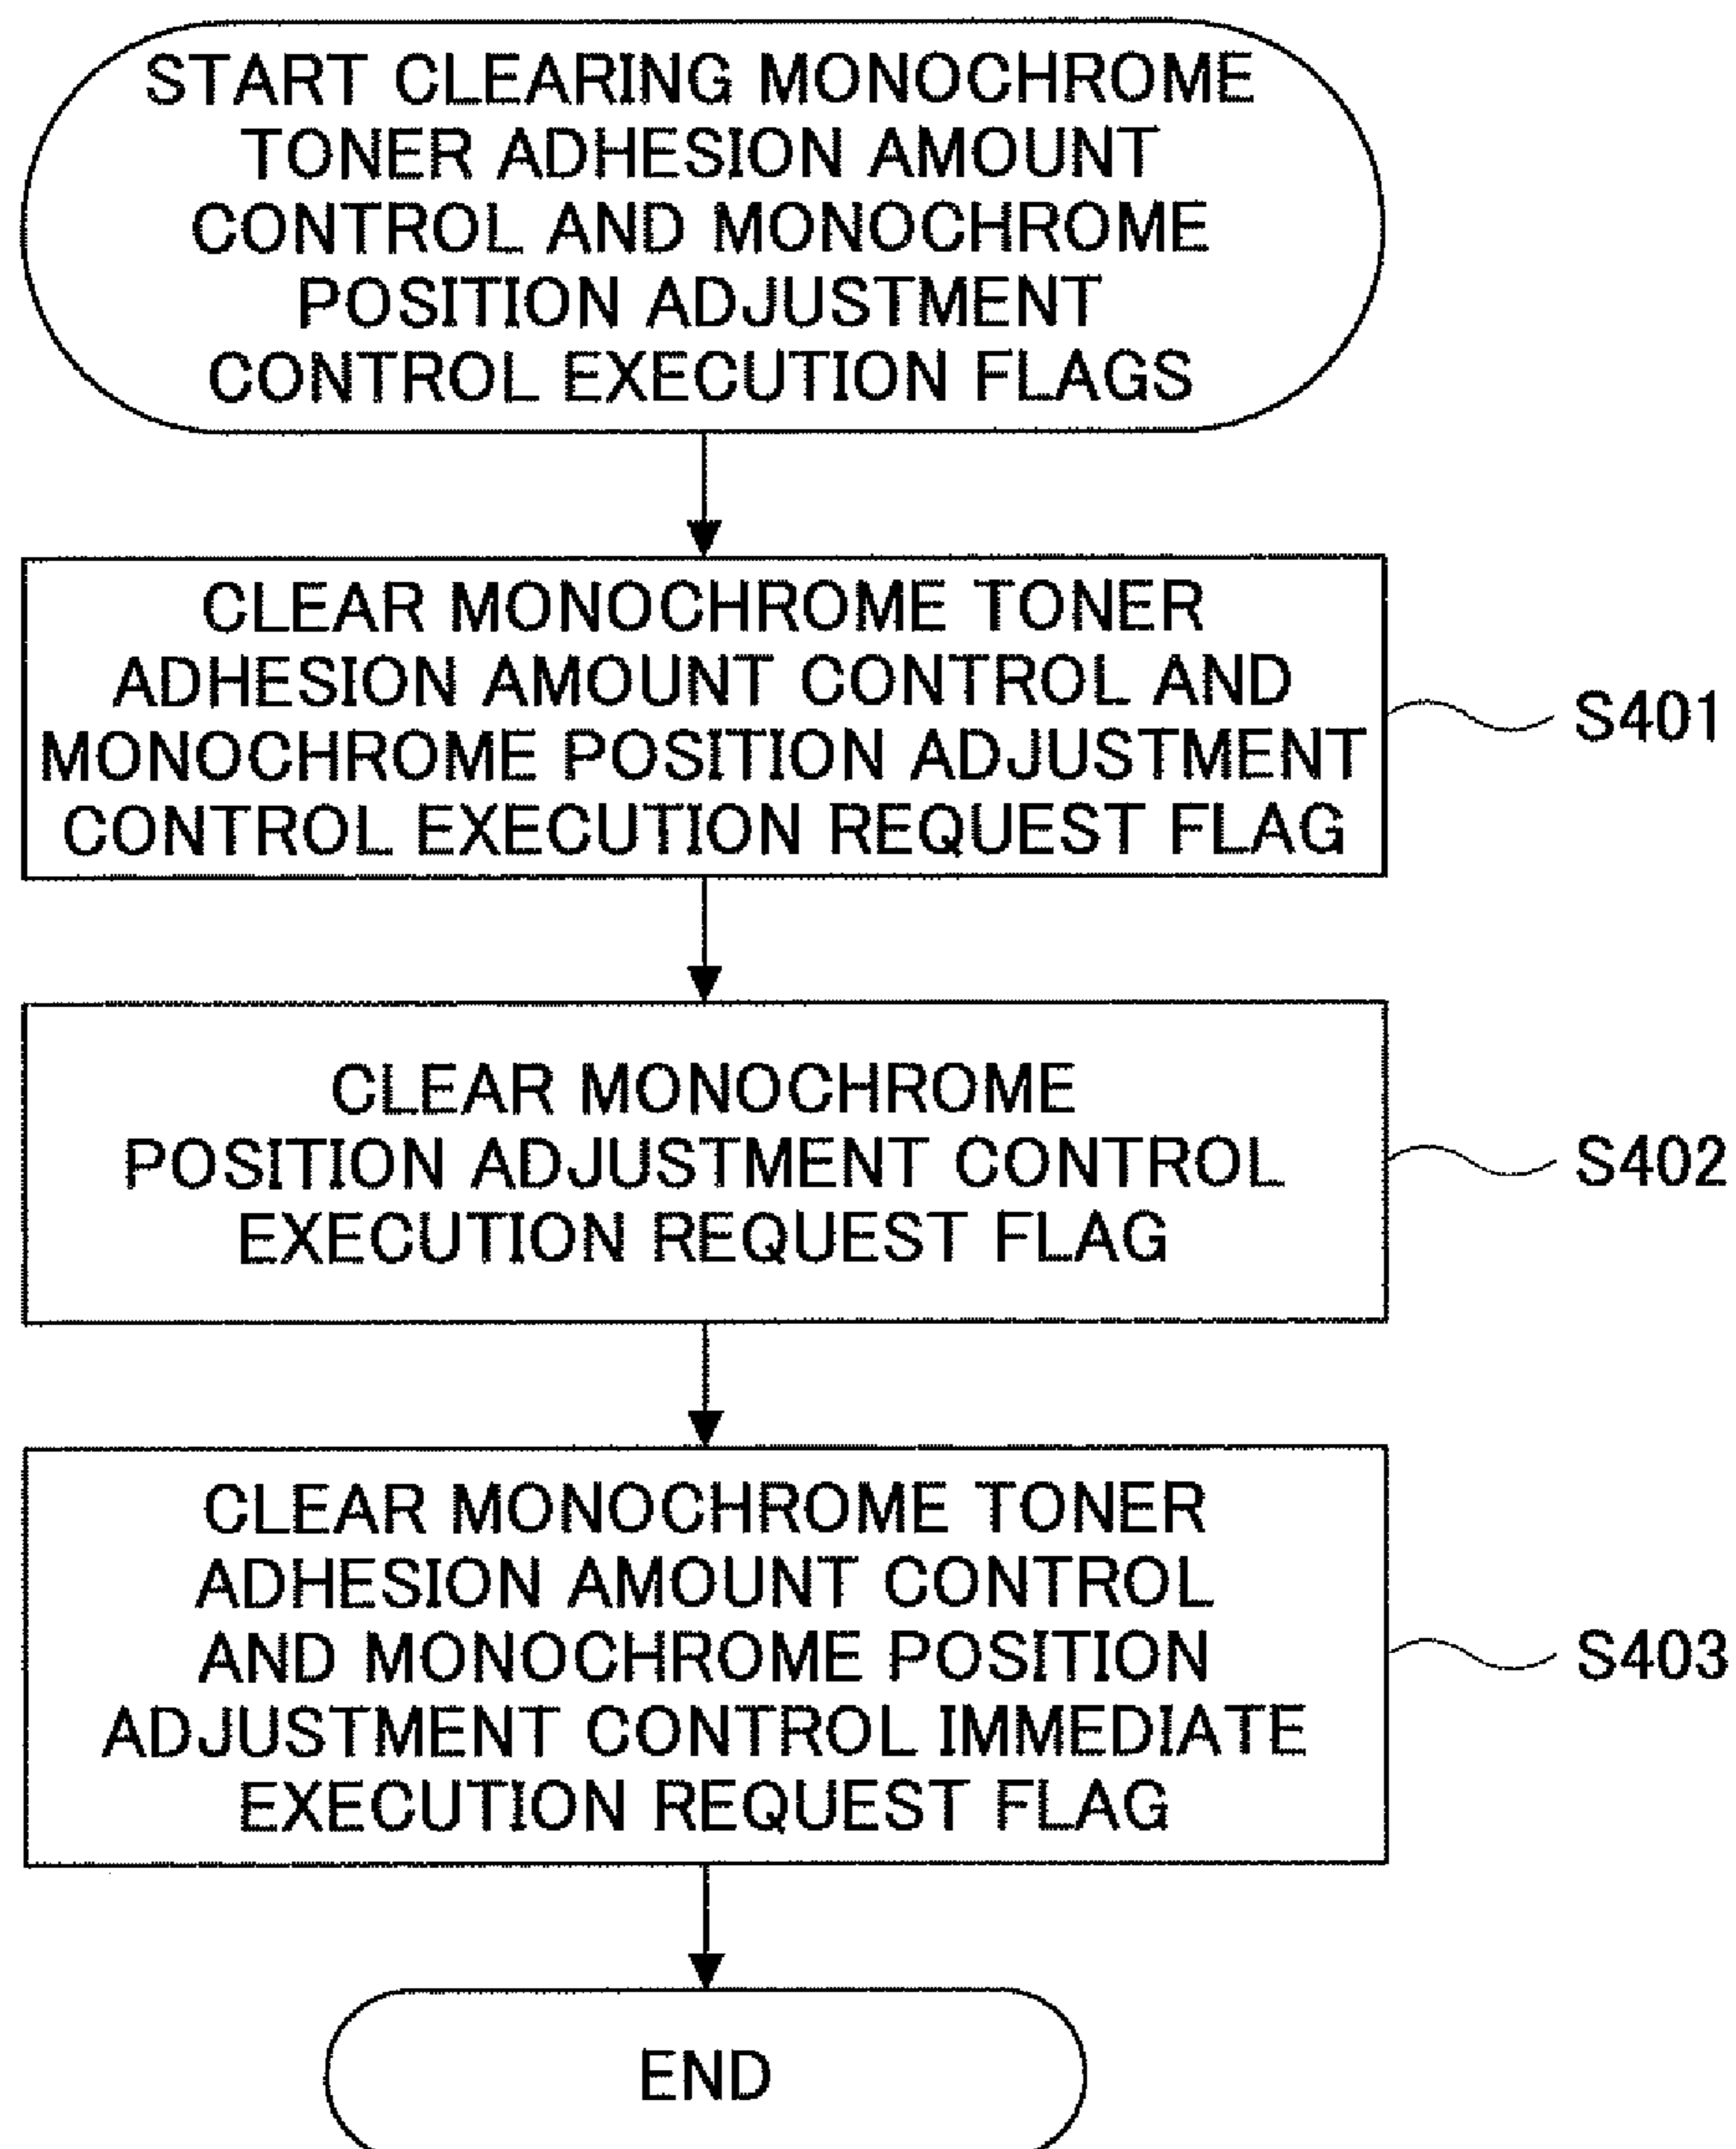 START CLEARING MONOCHROME
TONER ADHESION AMOUNT
CONTROL AND MONOCHROME
POSITION ADJUSTMENT
CONTROL EXECUTION FLAGS
CLEAR MONOCHROME TONER
ADHESION AMOUNT CONTROL AND
MONOCHROME POSITION ADJUSTMENT
CONTROL EXECUTION REQUEST FLAG
S401
CLEAR MONOCHROME
POSITION ADJUSTMENT CONTROL
EXECUTION REQUEST FLAG
S402
CLEAR MONOCHROME TONER
ADHESION AMOUNT CONTROL
AND MONOCHROME POSITION
ADJUSTMENT CONTROL IMMEDIATE
EXECUTION REQUEST FLAG
S403
END